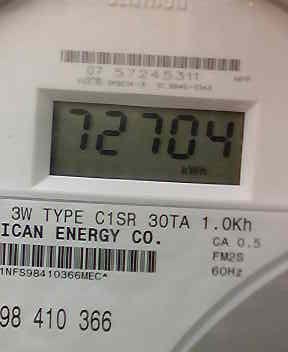 07 57245311
72704
kWh
3W TYPE C1SR 30TA 1.0Kh
ICAN ENERGY CO.
CA 0.5
FM2S
60Hz
1NFS98410366MEC*
98 410 366